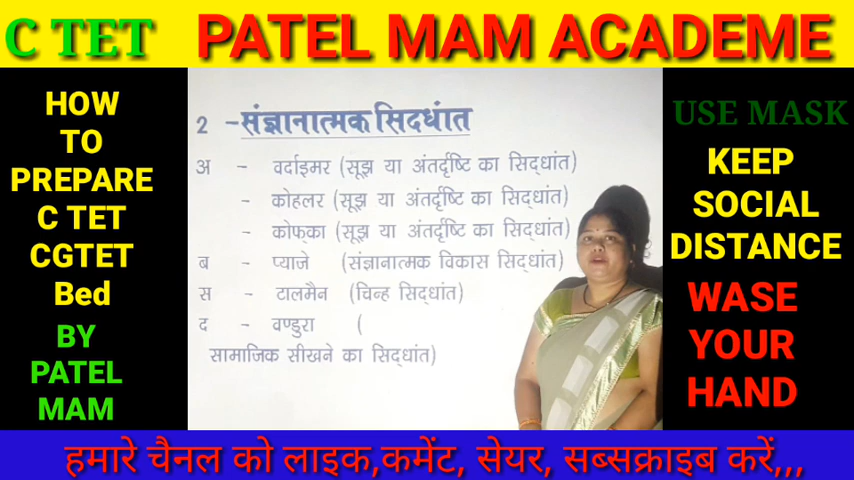 C TET PATEL MAM ACADEME
HOW
TO
PREPARE
C TET
CGTET
Bed
BY
PATEL
MAM
2 -संज्ञानात्मक सिदधांत
अ - वर्दाइमर (सूझ या अंतर्दृष्टि का सिद्धांत)
- कोहलर (सूझ या अंतर्दृष्टि का सिद्धांत)
- कोफ्का (सूझ या अंतर्दृष्टि का सिद्धांत)
ब - प्याजे (संज्ञानात्मक विकास सिद्धांत)
स - टालमैन (चिन्ह सिद्धांत)
द - वण्डुरा (
सामाजिक सीखने का सिद्धांत)
USE MASK
KEEP
SOCIAL
DISTANCE
WASE
YOUR
HAND
हमारे चैनल को लाइक,कमेंट, सेयर, सब्सक्राइब करें,,,